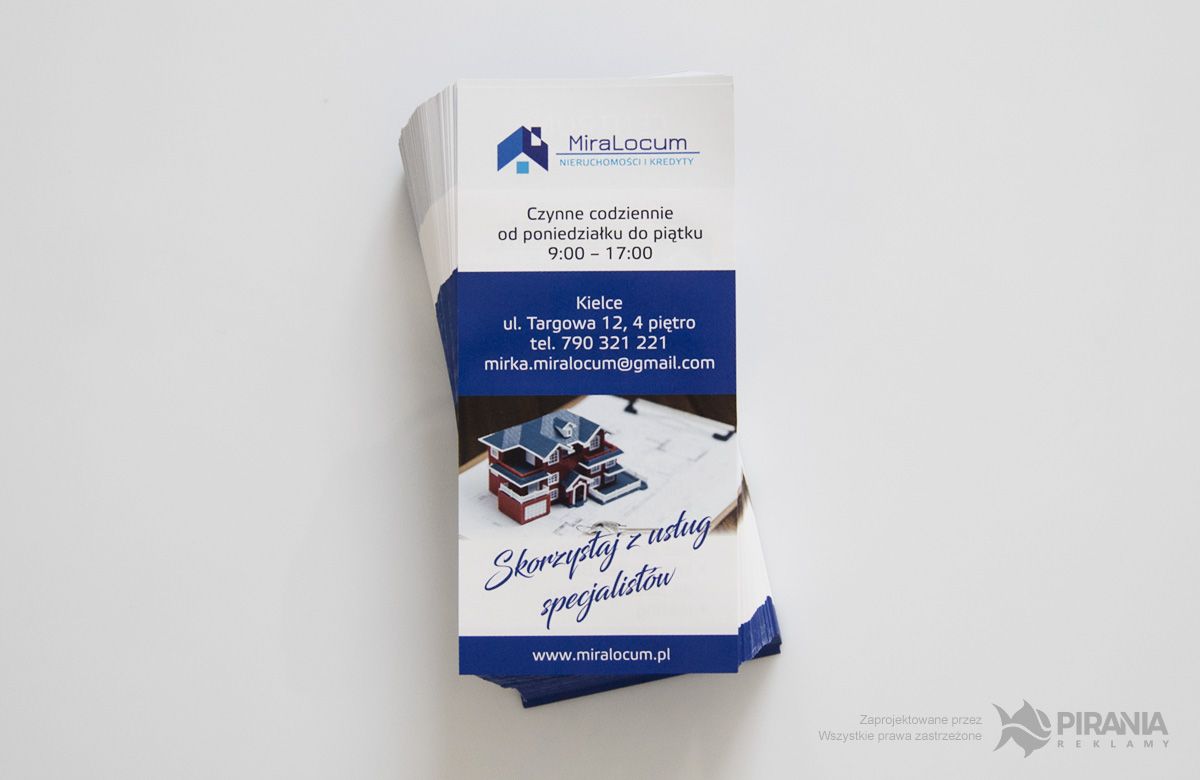 MiraLocum
NIERUCHOMOŚCI I KREDYTY
Czynne codziennie
od poniedziałku do piątku
9:00 – 17:00
Kielce
ul. Targowa 12, 4 piętro
tel. 790 321 221
mirka.miralocum@gmail.com
Skorzystaj z usług
specjalistów
www.miralocum.pl
Zaprojektowane przez
Wszystkie prawa zastrzeżone
PIRANIA
REKLAMY